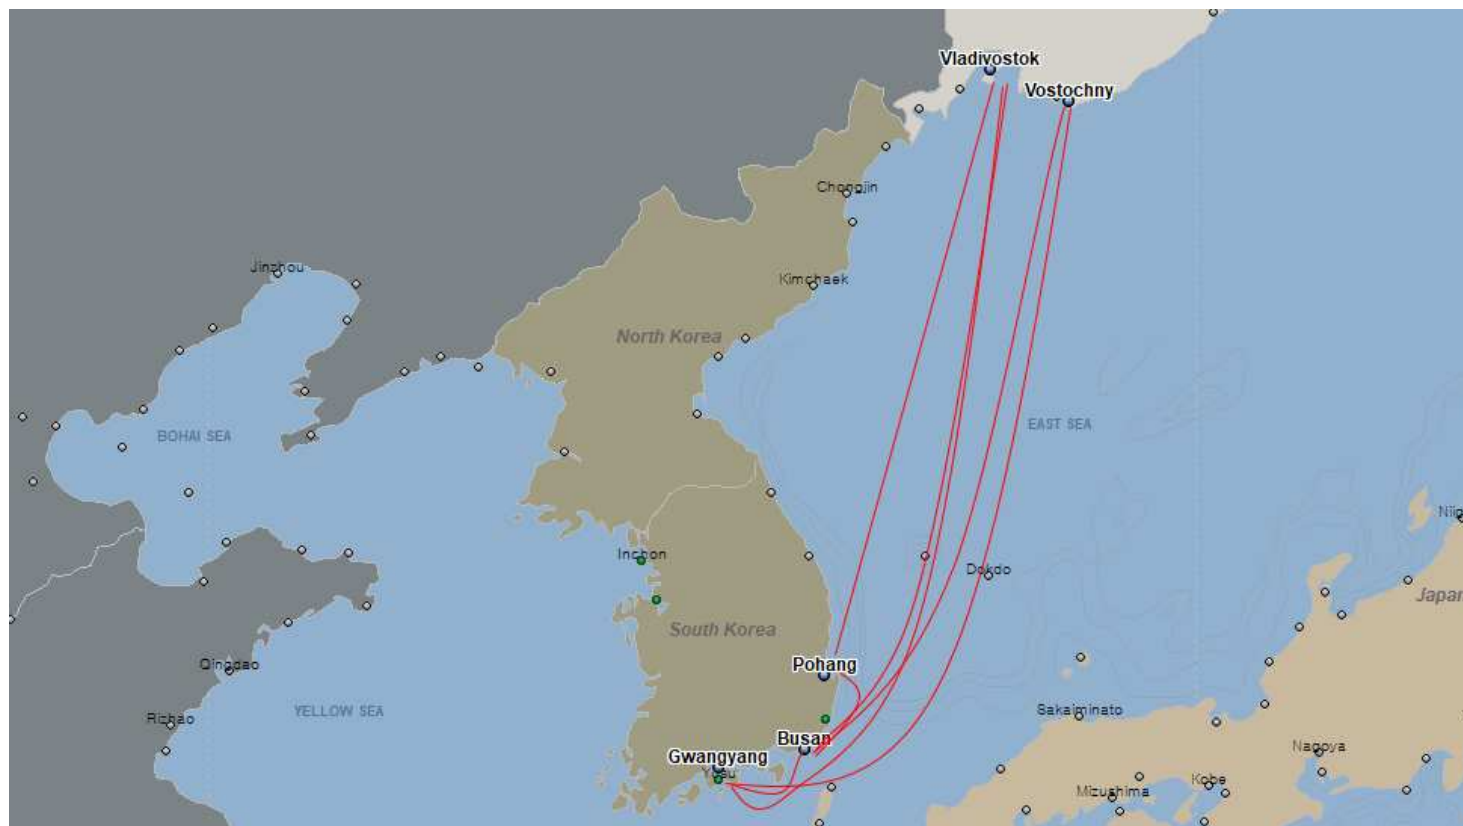 Vladivostok
Vostochny
Chongjin
Jinzhou
Kimchaek
North Korea
BOHAI SEA
EAST SEA
Inchon
Dokdo
Japan
South Korea
Qingdao
Pohang
YELLOW SEA
Rizhao
Sakaiminato
Busan
Gwangyang
Yosu
Nagoya
Kobe
Mizushima